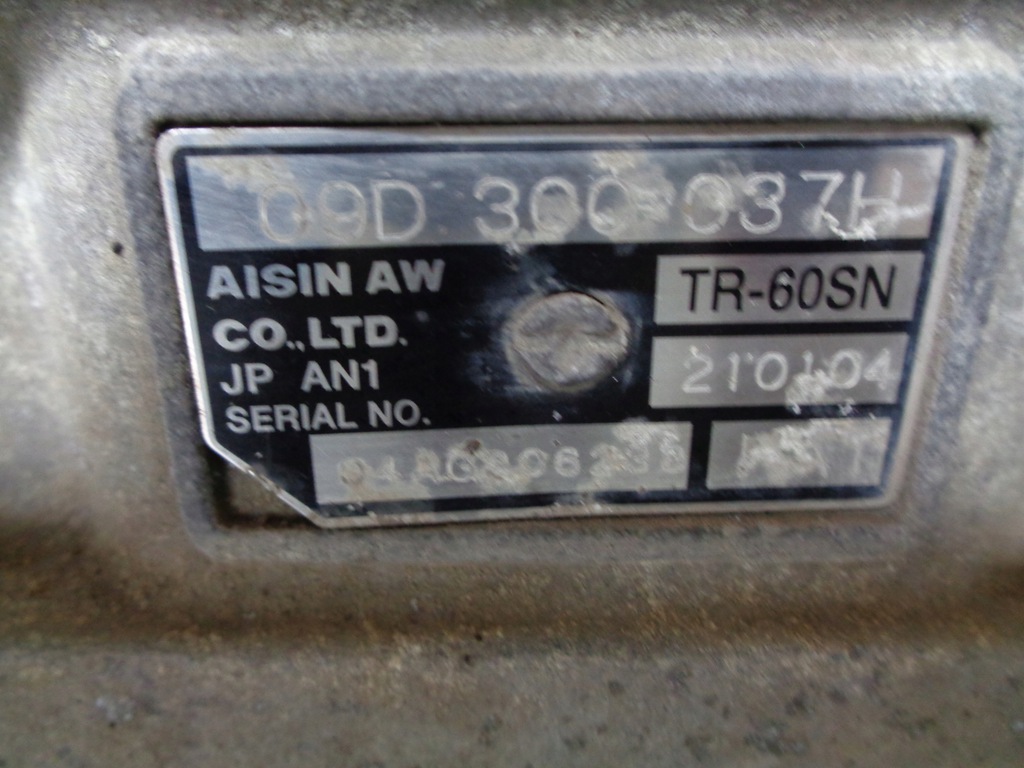 09D 300 037H
AISIN AW
CO.,LTD.
TR-60SN
JP AN1
210104
SERIAL NO.